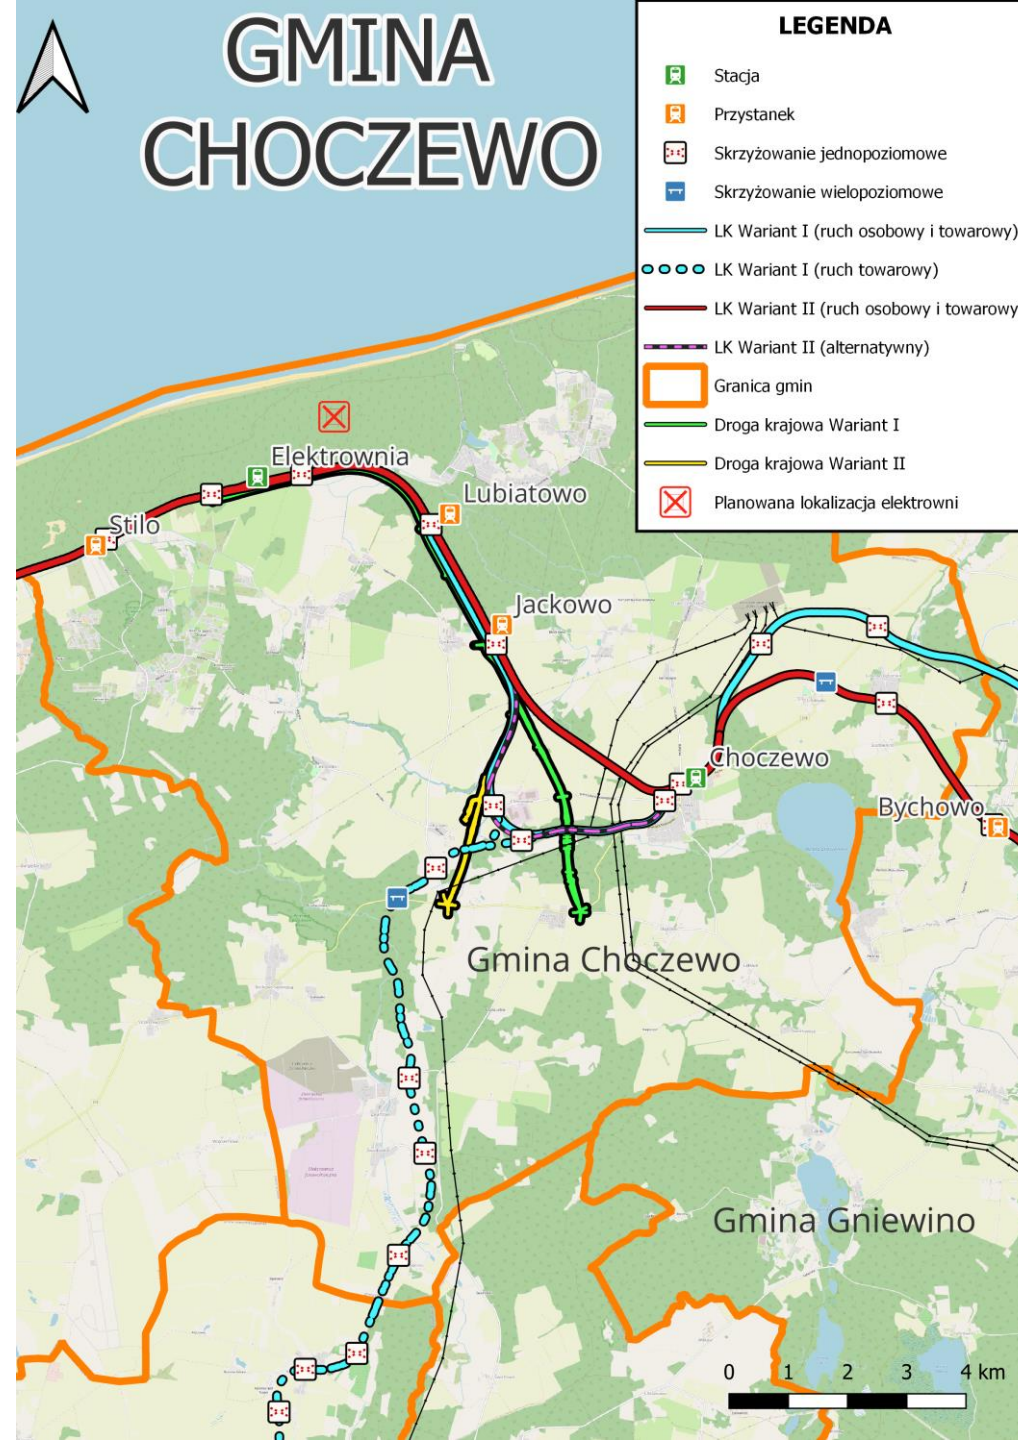 GMINA
CHOCZEWO
LEGENDA
Stacja
Przystanek
Skrzyżowanie jednopoziomowe
Skrzyżowanie wielopoziomowe
LK Wariant I (ruch osobowy i towarowy)
LK Wariant I (ruch towarowy)
LK Wariant II (ruch osobowy i towarowy
LK Wariant II (alternatywny)
Granica gmin
Droga krajowa Wariant I
Droga krajowa Wariant II
Planowana lokalizacja elektrowni
Elektrownia
Lubiatowo
Stilo
Jackowo
Choczewo
Bychowo
Gmina Choczewo
Gmina Gniewino
0 1 2 3 4 km